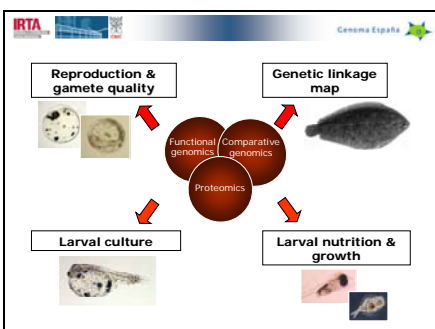 IRTA
Genoma España
Reproduction &
gamete quality
Genetic linkage
map
Functional
genomics
Comparative
genomics
Proteomics
Larval culture
Larval nutrition &
growth